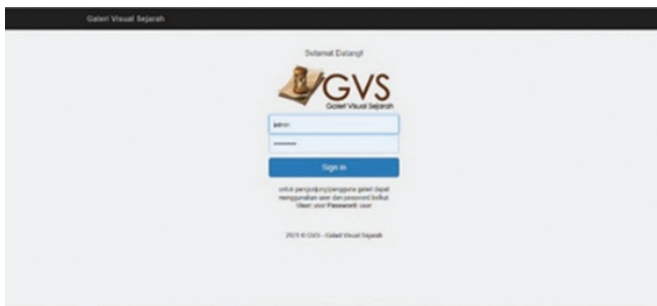 Galeri Visual Sejarah
Selamat Datang!
GVS
Galeri Visual Sejarah
admin
Sign in
untuk pengunjung/pengguna galeri dapat
menggunakan user dan password berikut
User: user Password: user
© GVS - Galeri Visual Sejarah